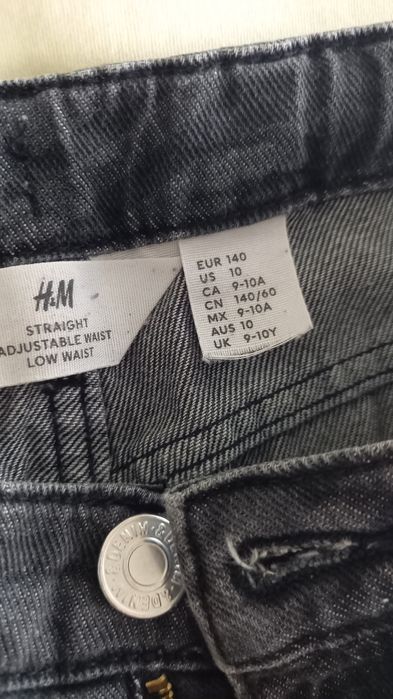 H&M
STRAIGHT
ADJUSTABLE WAIST
LOW WAIST
EUR 140
US 10
CA 9-10A
CN 140/60
MX 9-10A
AUS 10
UK 9-10Y
&DENIM